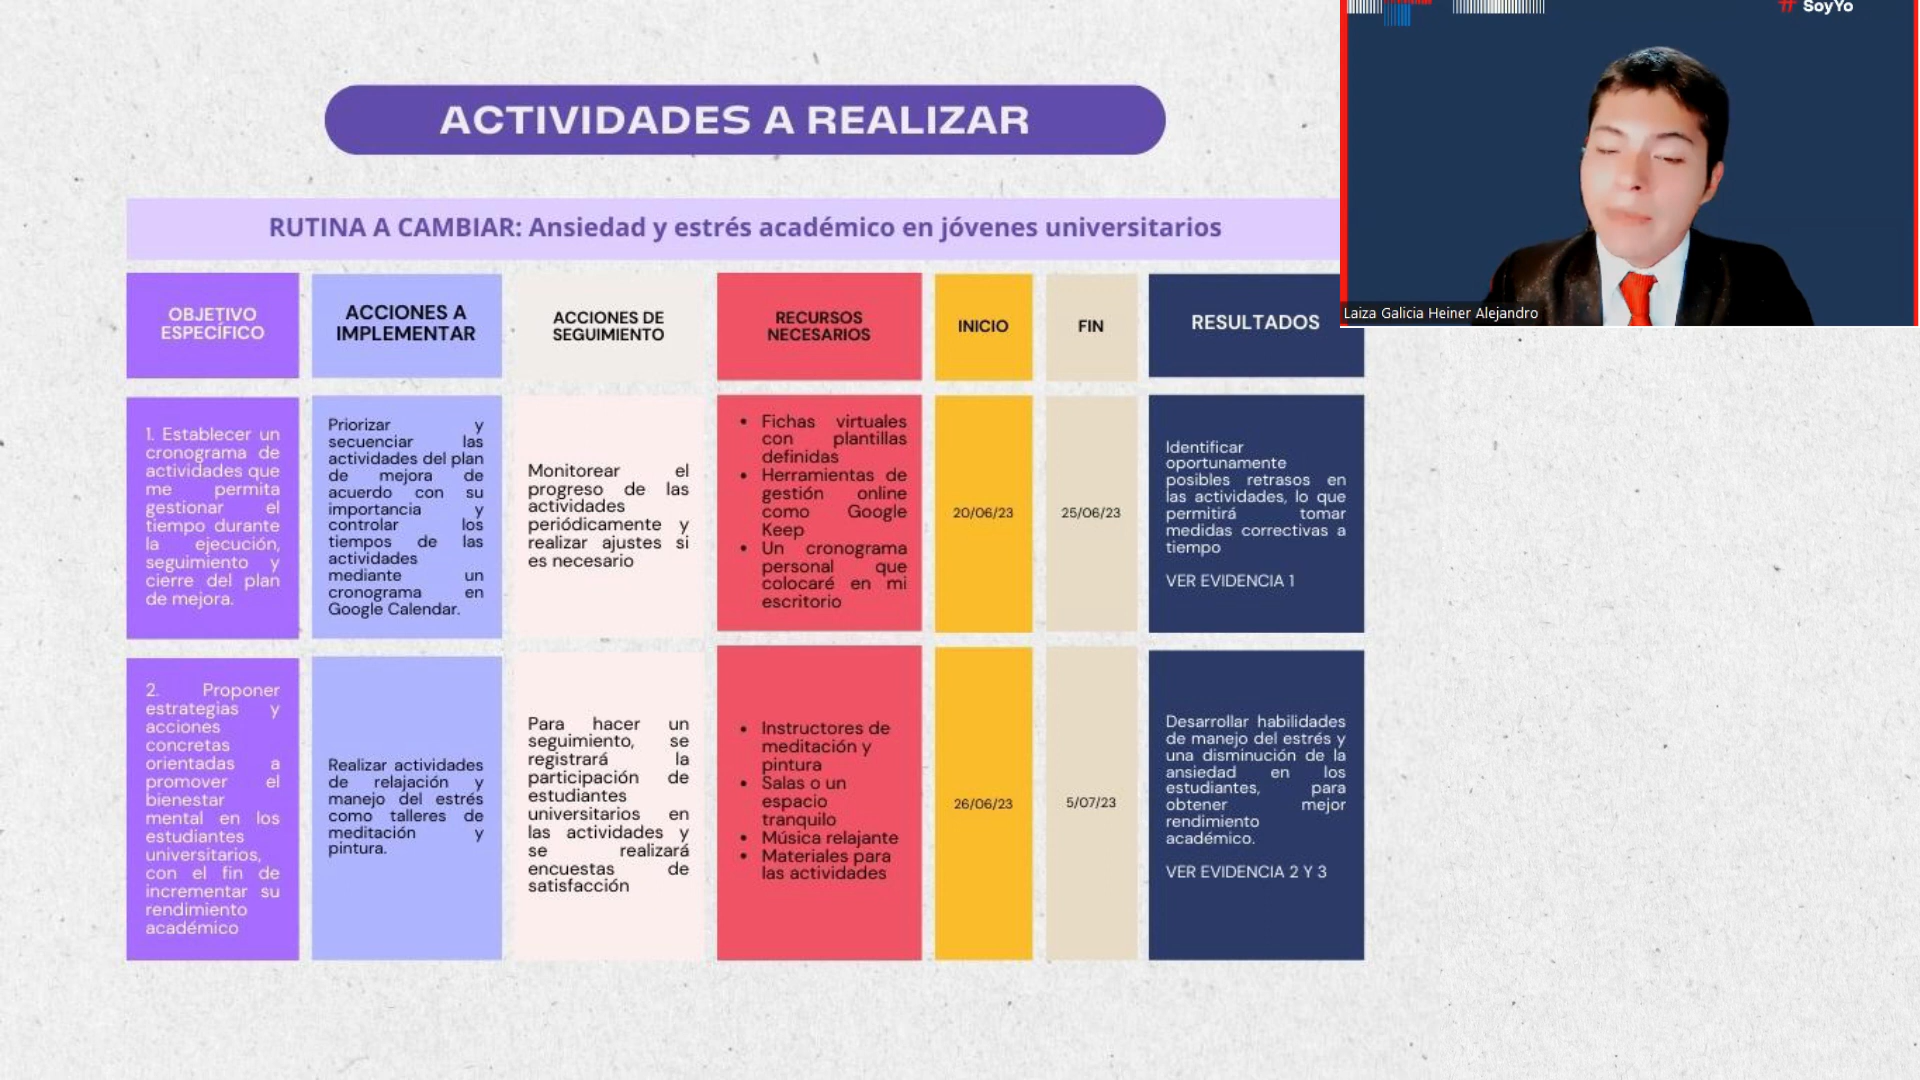 # SoyYo
Laiza Galicia Heiner Alejandro
ACTIVIDADES A REALIZAR
RUTINA A CAMBIAR: Ansiedad y estrés académico en jóvenes universitarios
OBJETIVO
ESPECÍFICO
ACCIONES A
IMPLEMENTAR
ACCIONES DE
SEGUIMIENTO
RECURSOS
NECESARIOS
INICIO
FIN
RESULTADOS
1. Establecer un
cronograma de
actividades que
me permita
gestionar el
tiempo durante
la ejecución,
seguimiento y
cierre del plan
de mejora.
Priorizar y
secuenciar las
actividades del plan
de mejora de
acuerdo con su
importancia y
controlar los
tiempos de las
actividades
mediante un
cronograma en
Google Calendar.
Monitorear el
progreso de las
actividades
periódicamente y
realizar ajustes si
es necesario
• Fichas virtuales
con plantillas
definidas
• Herramientas de
gestión online
como Google
Keep
• Un cronograma
personal que
colocaré en mi
escritorio
20/06/23
25/06/23
Identificar
oportunamente
posibles retrasos en
las actividades, lo que
permitirá tomar
medidas correctivas a
tiempo
VER EVIDENCIA 1
2. Proponer
estrategias y
acciones
concretas
orientadas a
promover el
bienestar
mental en los
estudiantes
universitarios,
con el fin de
incrementar su
rendimiento
académico
Realizar actividades
de relajación y
manejo del estrés
como talleres de
meditación y
pintura.
Para hacer un
seguimiento, se
registrará la
participación de
estudiantes
universitarios en
las actividades y
se realizará
encuestas de
satisfacción
• Instructores de
meditación y
pintura
• Salas o un
espacio
tranquilo
• Música relajante
• Materiales para
las actividades
26/06/23
5/07/23
Desarrollar habilidades
de manejo del estrés y
una disminución de la
ansiedad en los
estudiantes, para
obtener mejor
rendimiento
académico.
VER EVIDENCIA 2 Y 3